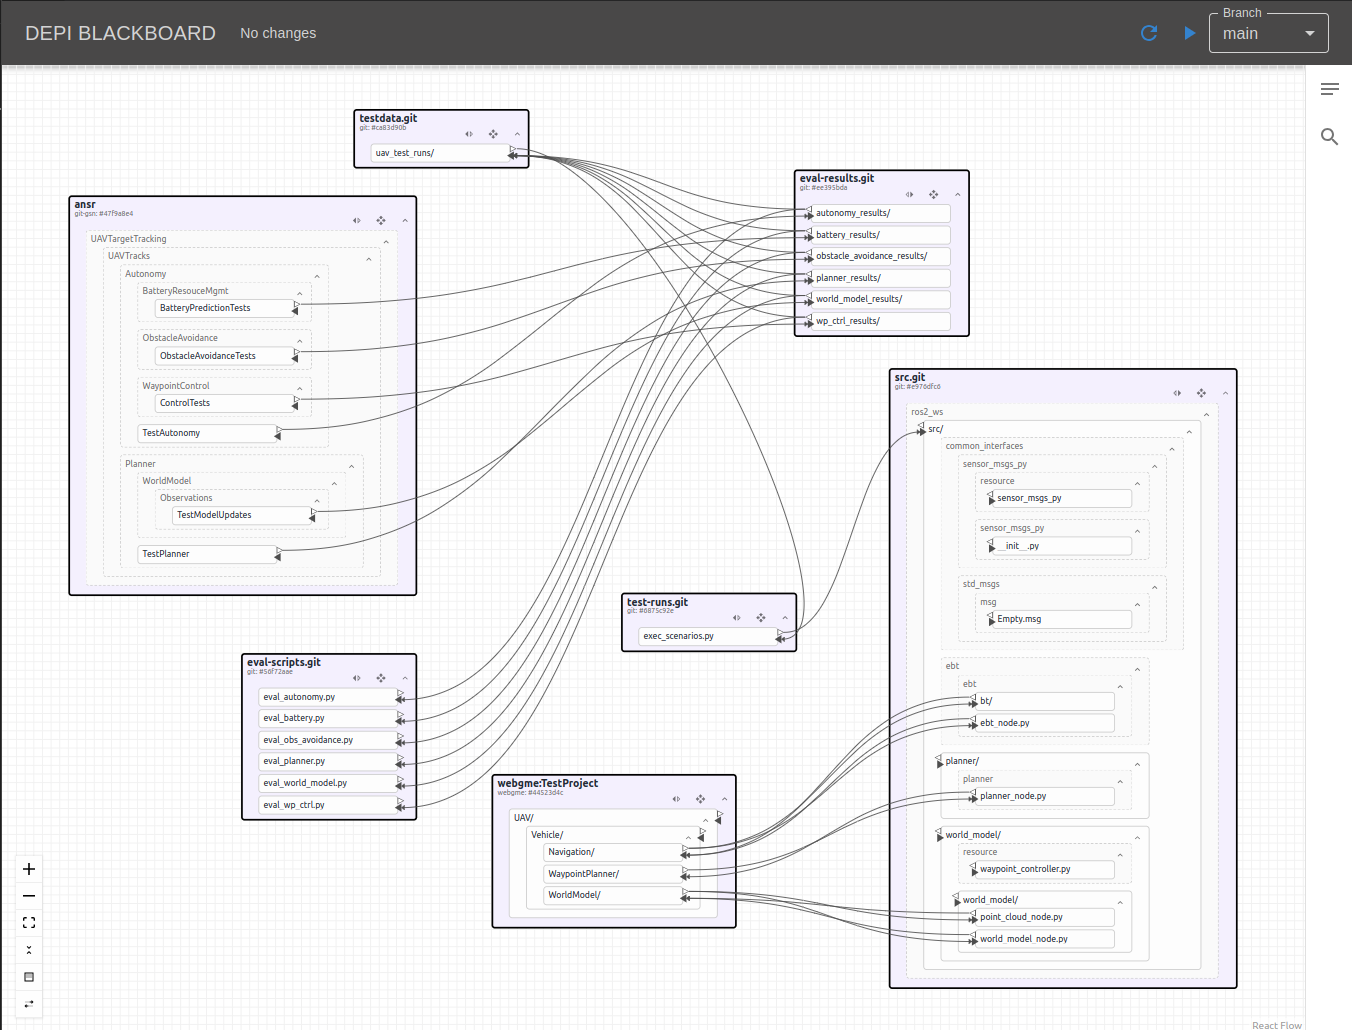 DEPI BLACKBOARD
No changes
Branch
main
testdata.git
git: #ca83d90b
uav_test_runs/
eval-results.git
git: #ee395bda
autonomy_results/
battery_results/
obstacle_avoidance_results/
planner_results/
world_model_results/
wp_ctrl_results/
ansr
git-gsn: #47f9a8e4
UAVTargetTracking
UAVTracks
Autonomy
BatteryResouceMgmt
BatteryPredictionTests
ObstacleAvoidance
ObstacleAvoidanceTests
WaypointControl
ControlTests
TestAutonomy
Planner
WorldModel
Observations
TestModelUpdates
TestPlanner
src.git
git: #e976dfc6
ros2_ws
src/
common_interfaces
sensor_msgs_py
resource
sensor_msgs_py
sensor_msgs_py
__init__.py
std_msgs
msg
Empty.msg
ebt
ebt
bt/
ebt_node.py
planner/
planner
planner_node.py
world_model/
resource
waypoint_controller.py
world_model/
point_cloud_node.py
world_model_node.py
test-runs.git
git: #6875c92e
exec_scenarios.py
eval-scripts.git
git: #56f72aae
eval_autonomy.py
eval_battery.py
eval_obs_avoidance.py
eval_planner.py
eval_world_model.py
eval_wp_ctrl.py
webgme:TestProject
webgme: #44523d4c
UAV/
Vehicle/
Navigation/
WaypointPlanner/
WorldModel/
React Flow